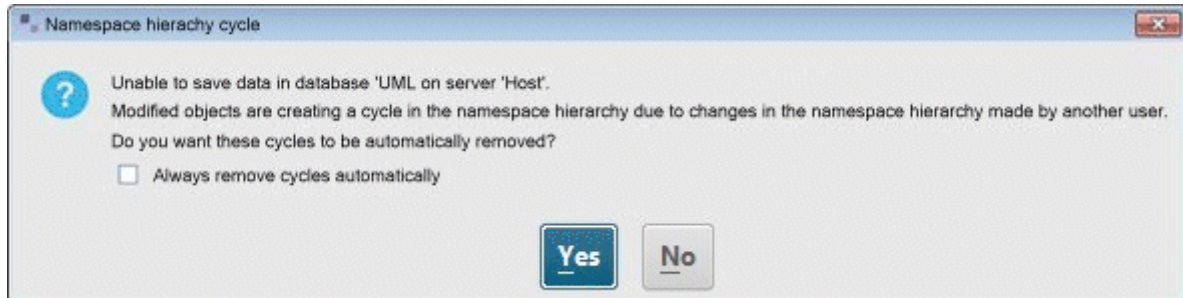 Namespace hierachy cycle
Unable to save data in database 'UML on server 'Host'.
Modified objects are creating a cycle in the namespace hierarchy due to changes in the namespace hierarchy made by another user.
Do you want these cycles to be automatically removed?
Always remove cycles automatically
Yes No